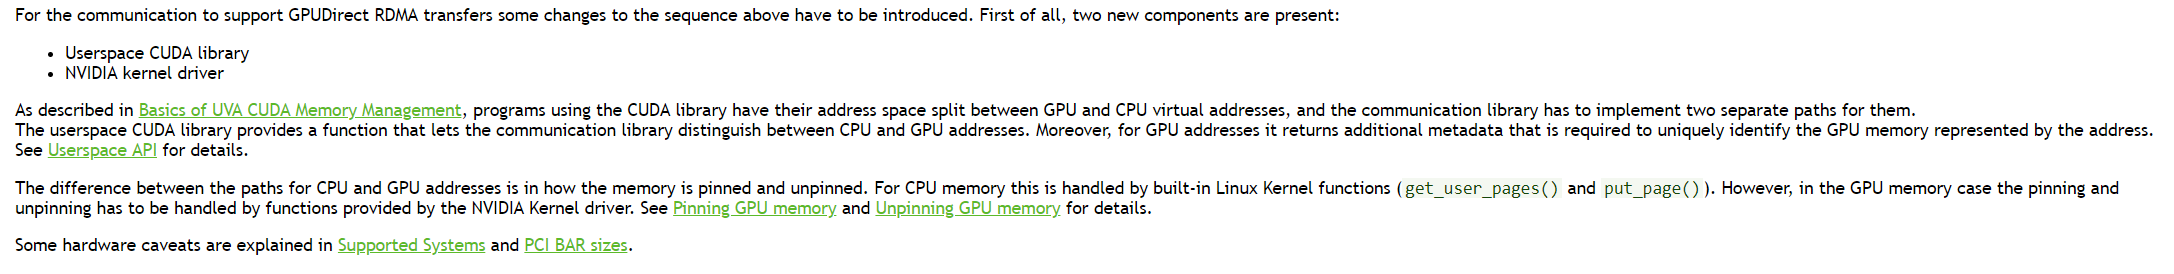 For the communication to support GPUDirect RDMA transfers some changes to the sequence above have to be introduced. First of all, two new components are present:
• Userspace CUDA library
• NVIDIA kernel driver
As described in Basics of UVA CUDA Memory Management, programs using the CUDA library have their address space split between GPU and CPU virtual addresses, and the communication library has to implement two separate paths for them.
The userspace CUDA library provides a function that lets the communication library distinguish between CPU and GPU addresses. Moreover, for GPU addresses it returns additional metadata that is required to uniquely identify the GPU memory represented by the address.
See Userspace API for details.
The difference between the paths for CPU and GPU addresses is in how the memory is pinned and unpinned. For CPU memory this is handled by built-in Linux Kernel functions (get_user_pages() and put_page()). However, in the GPU memory case the pinning and
unpinning has to be handled by functions provided by the NVIDIA Kernel driver. See Pinning GPU memory and Unpinning GPU memory for details.
Some hardware caveats are explained in Supported Systems and PCI BAR sizes.